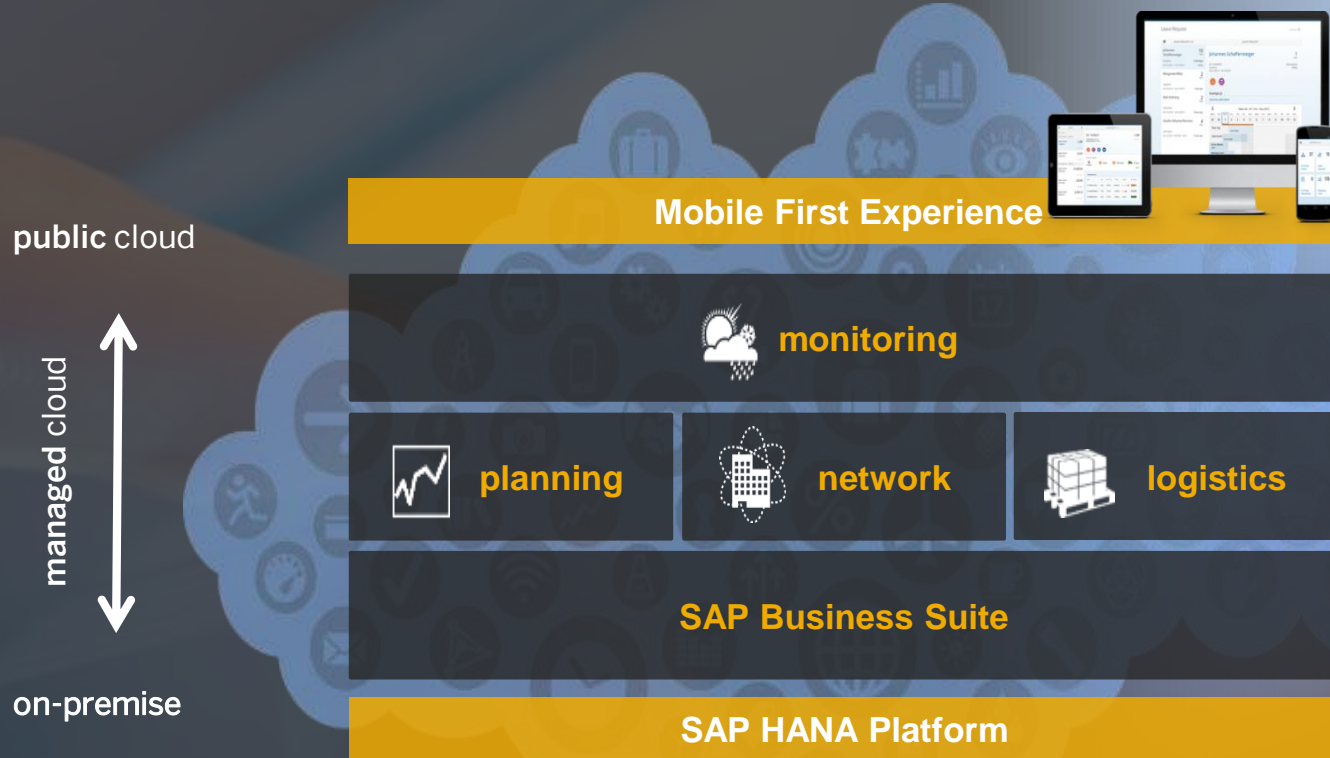 Mobile First Experience
public cloud
monitoring
managed cloud
planning
network
logistics
SAP Business Suite
on-premise
SAP HANA Platform